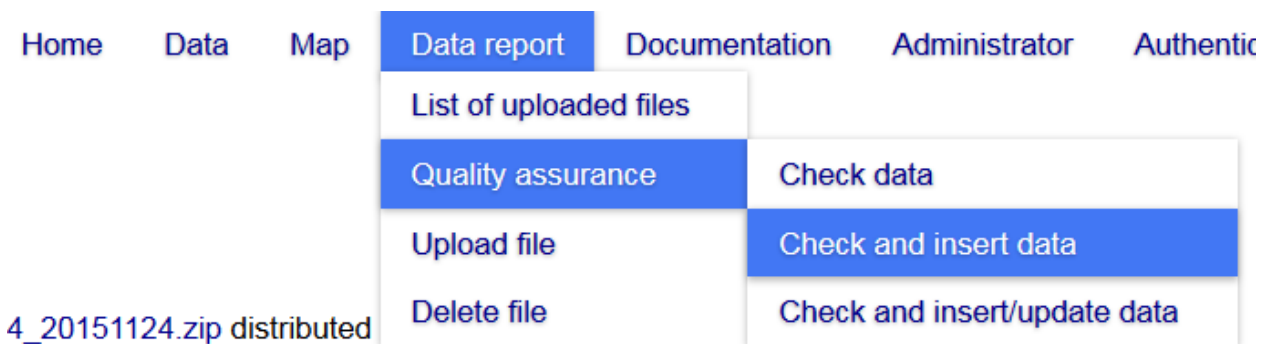 Home Data Map Data report Documentation Administrator
List of uploaded files
Quality assurance Check data
Upload file Check and insert data
4_20151124.zip distributed Delete file Check and insert/update data